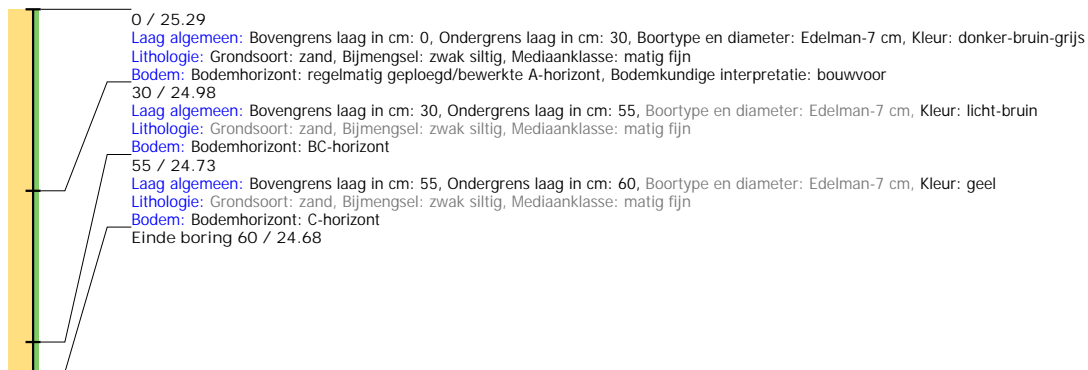 0 / 25.29
Laag algemeen: Bovengrens laag in cm: 0, Ondergrens laag in cm: 30, Boortype en diameter: Edelman-7 cm, Kleur: donker-bruin-grijs
Lithologie: Grondsoort: zand, Bijmengsel: zwak siltig, Mediaanklasse: matig fijn
Bodem: Bodemhorizont: regelmatig geploegd/bewerkte A-horizont, Bodemkundige interpretatie: bouwvoor
30 / 24.98
Laag algemeen: Bovengrens laag in cm: 30, Ondergrens laag in cm: 55, Boortype en diameter: Edelman-7 cm, Kleur: licht-bruin
Lithologie: Grondsoort: zand, Bijmengsel: zwak siltig, Mediaanklasse: matig fijn
Bodem: Bodemhorizont: BC-horizont
55 / 24.73
Laag algemeen: Bovengrens laag in cm: 55, Ondergrens laag in cm: 60, Boortype en diameter: Edelman-7 cm, Kleur: geel
Lithologie: Grondsoort: zand, Bijmengsel: zwak siltig, Mediaanklasse: matig fijn
Bodem: Bodemhorizont: C-horizont
Einde boring 60 / 24.68